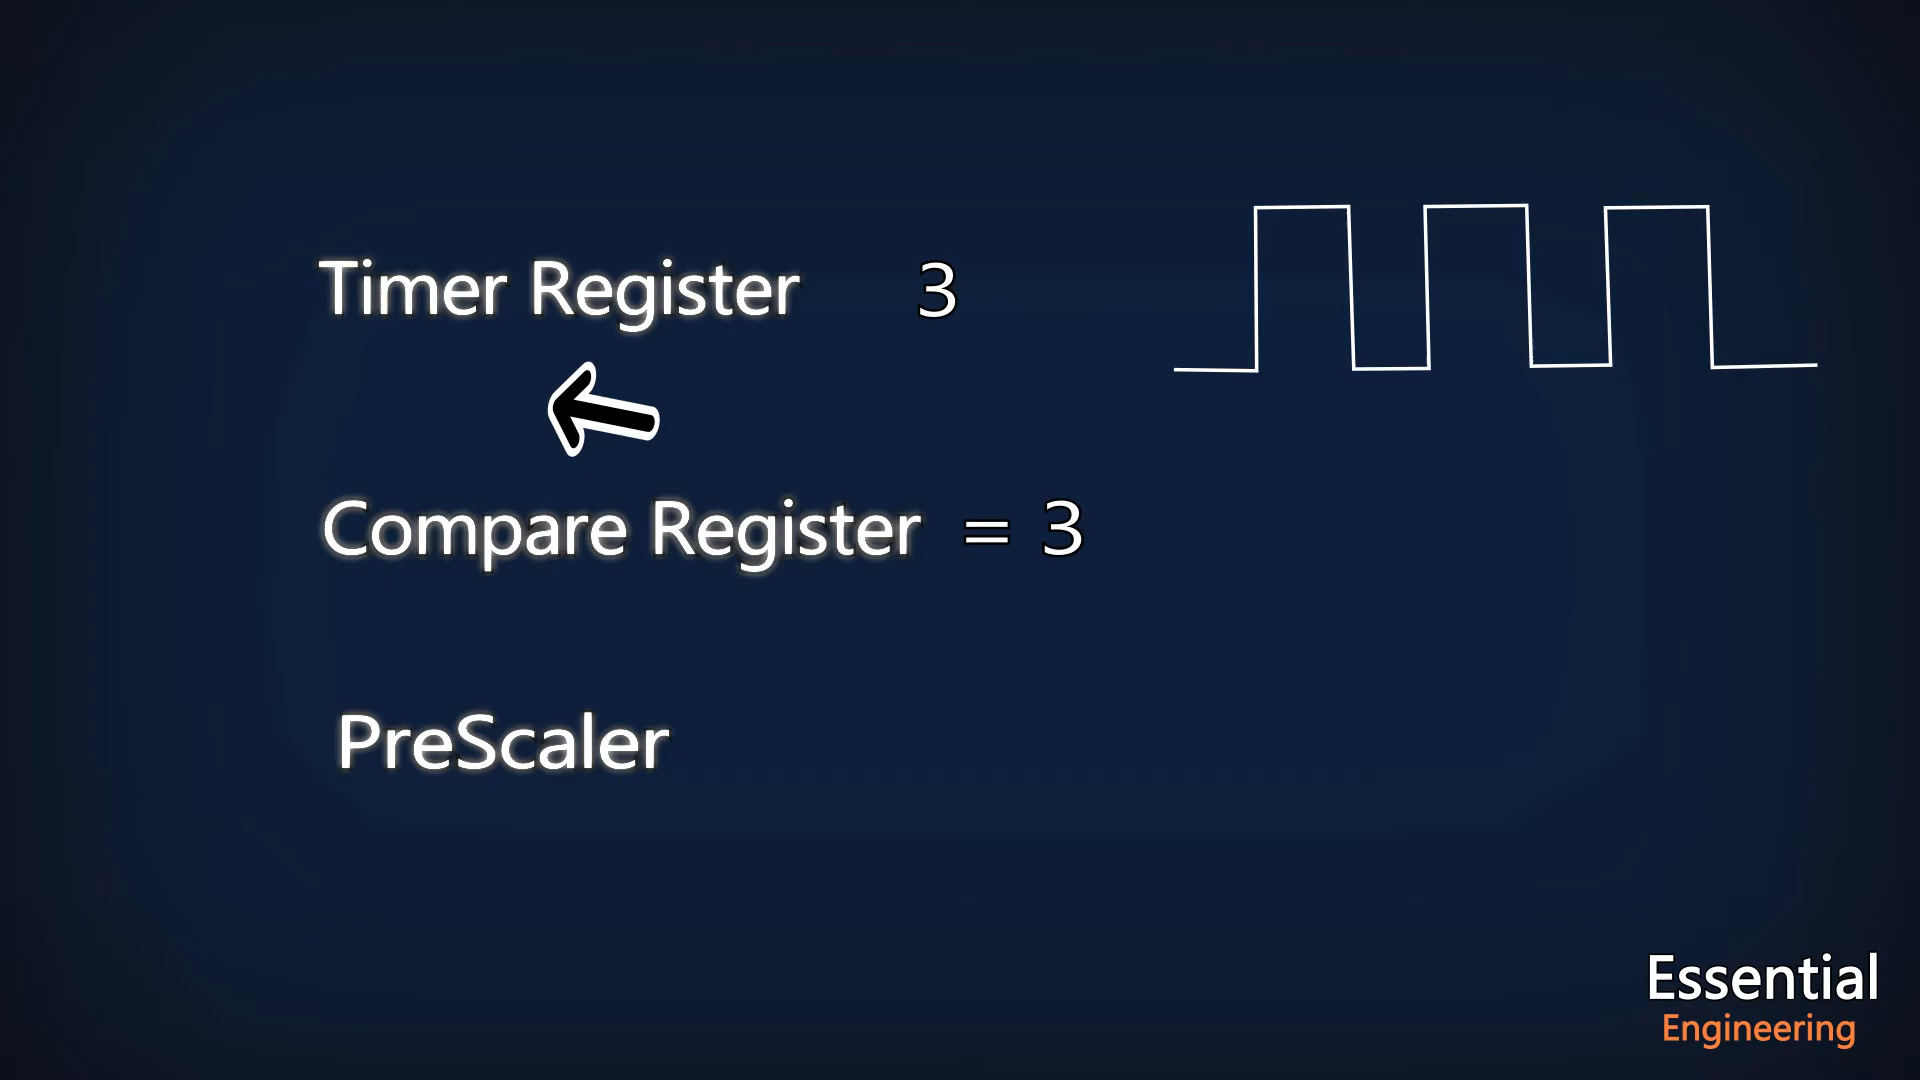 Timer Register 3
Compare Register = 3
PreScaler
Essential
Engineering